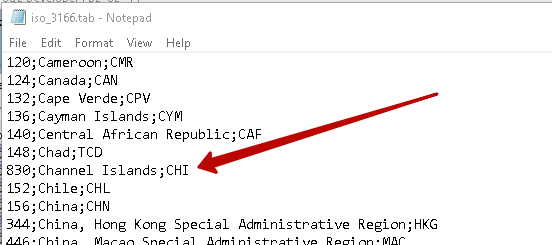 iso_3166.tab - Notepad
File Edit Format View Help
120;Cameroon;CMR
124;Canada;CAN
132;Cape Verde;CPV
136;Cayman Islands;CYM
140;Central African Republic;CAF
148;Chad;TCD
830;Channel Islands;CHI
152;Chile;CHL
156;China;CHN
344;China, Hong Kong Special Administrative Region;HKG
446;China, Macao Special Administrative Region;MAC